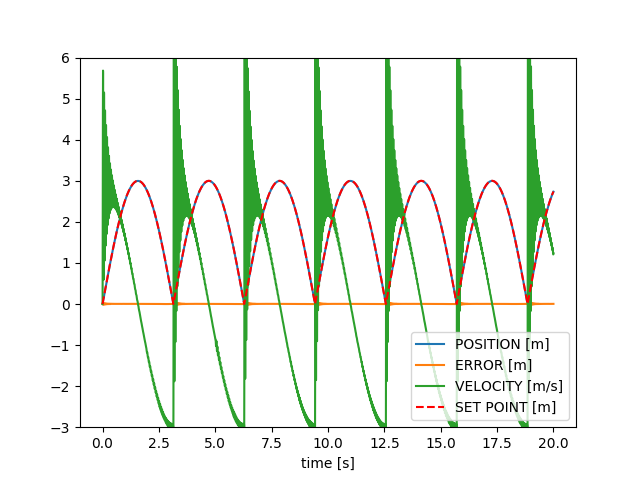 6
5
4
3
2
1
0
−1
−2
−3
POSITION [m]
ERROR [m]
VELOCITY [m/s]
SET POINT [m]
0.0 2.5 5.0 7.5 10.0 12.5 15.0 17.5 20.0
time [s]